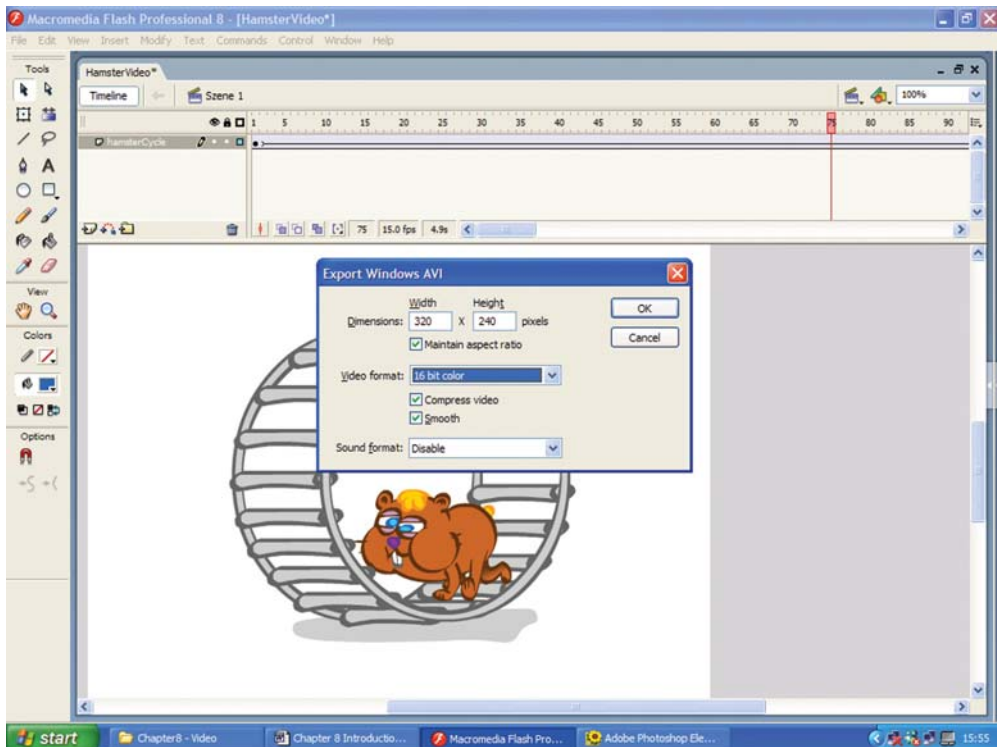 Macromedia Flash Professional 8 - [HamsterVideo*]
File Edit View Insert Modify Text Commands Control Window Help
Tools
HamsterVideo*
Timeline
Szene 1
100%
1 5 10 15 20 25 30 35 40 45 50 55 60 65 70 75 80 85 90
hamsterCycle
75 15.0 fps 4.9s
View
Colors
Options
Export Windows AVI
Width Height
Dimensions: 320 X 240 pixels
Maintain aspect ratio
Video format: 16 bit color
Compress video
Smooth
Sound format: Disable
OK
Cancel
start
Chapter8 - Video
Chapter 8 Introductio...
Macromedia Flash Pro...
Adobe Photoshop Ele...
15:55